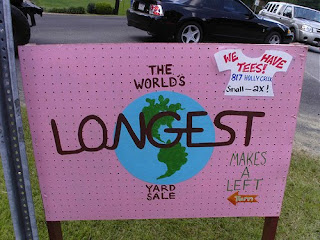 THE
WORLD'S
LONGEST
YARD
SALE
MAKES
A
LEFT
Turn
WE HAVE
TEES!
817 HOLLY CREEK
Small - 2X!